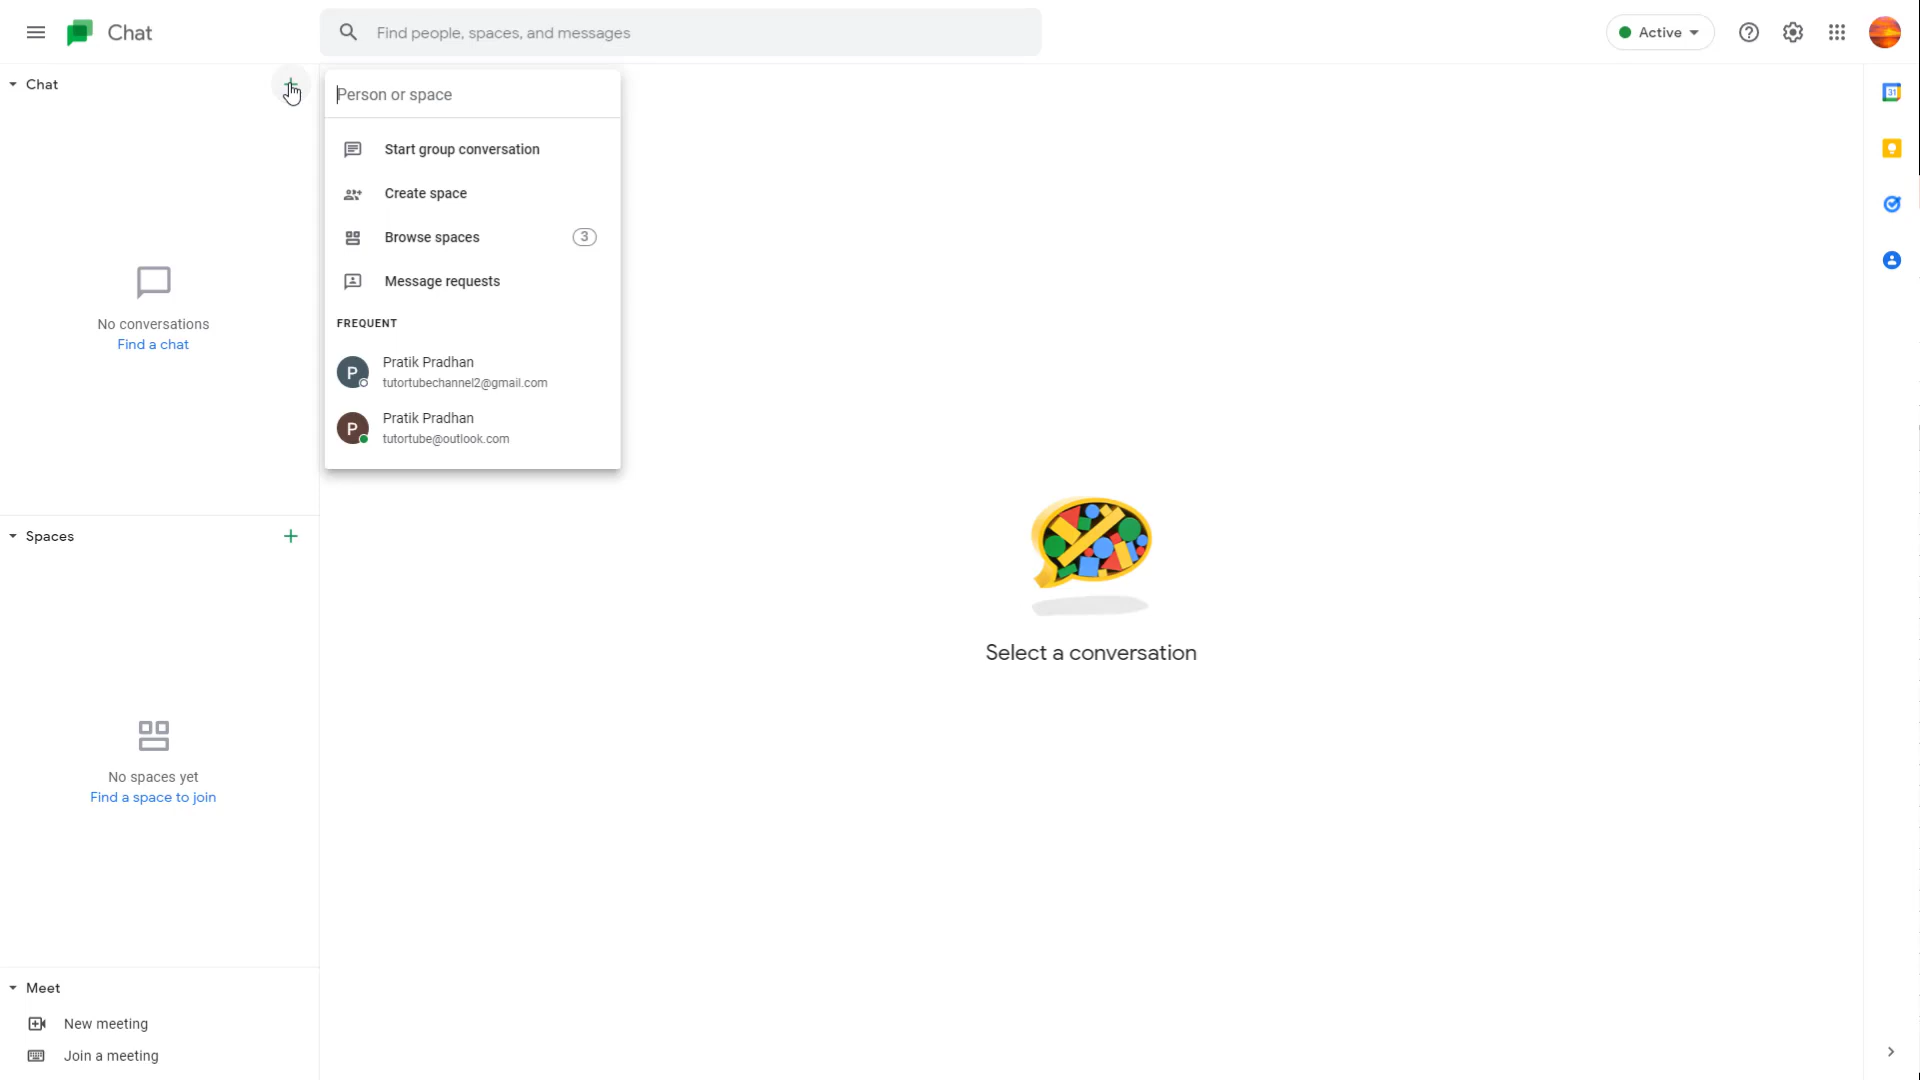 Chat
Find people, spaces, and messages
Active
Chat
Person or space
Start group conversation
Create space
Browse spaces 3
Message requests
FREQUENT
P Pratik Pradhan
tutortubechannel2@gmail.com
P Pratik Pradhan
tutortube@outlook.com
No conversations
Find a chat
Spaces
No spaces yet
Find a space to join
Select a conversation
Meet
New meeting
Join a meeting
31